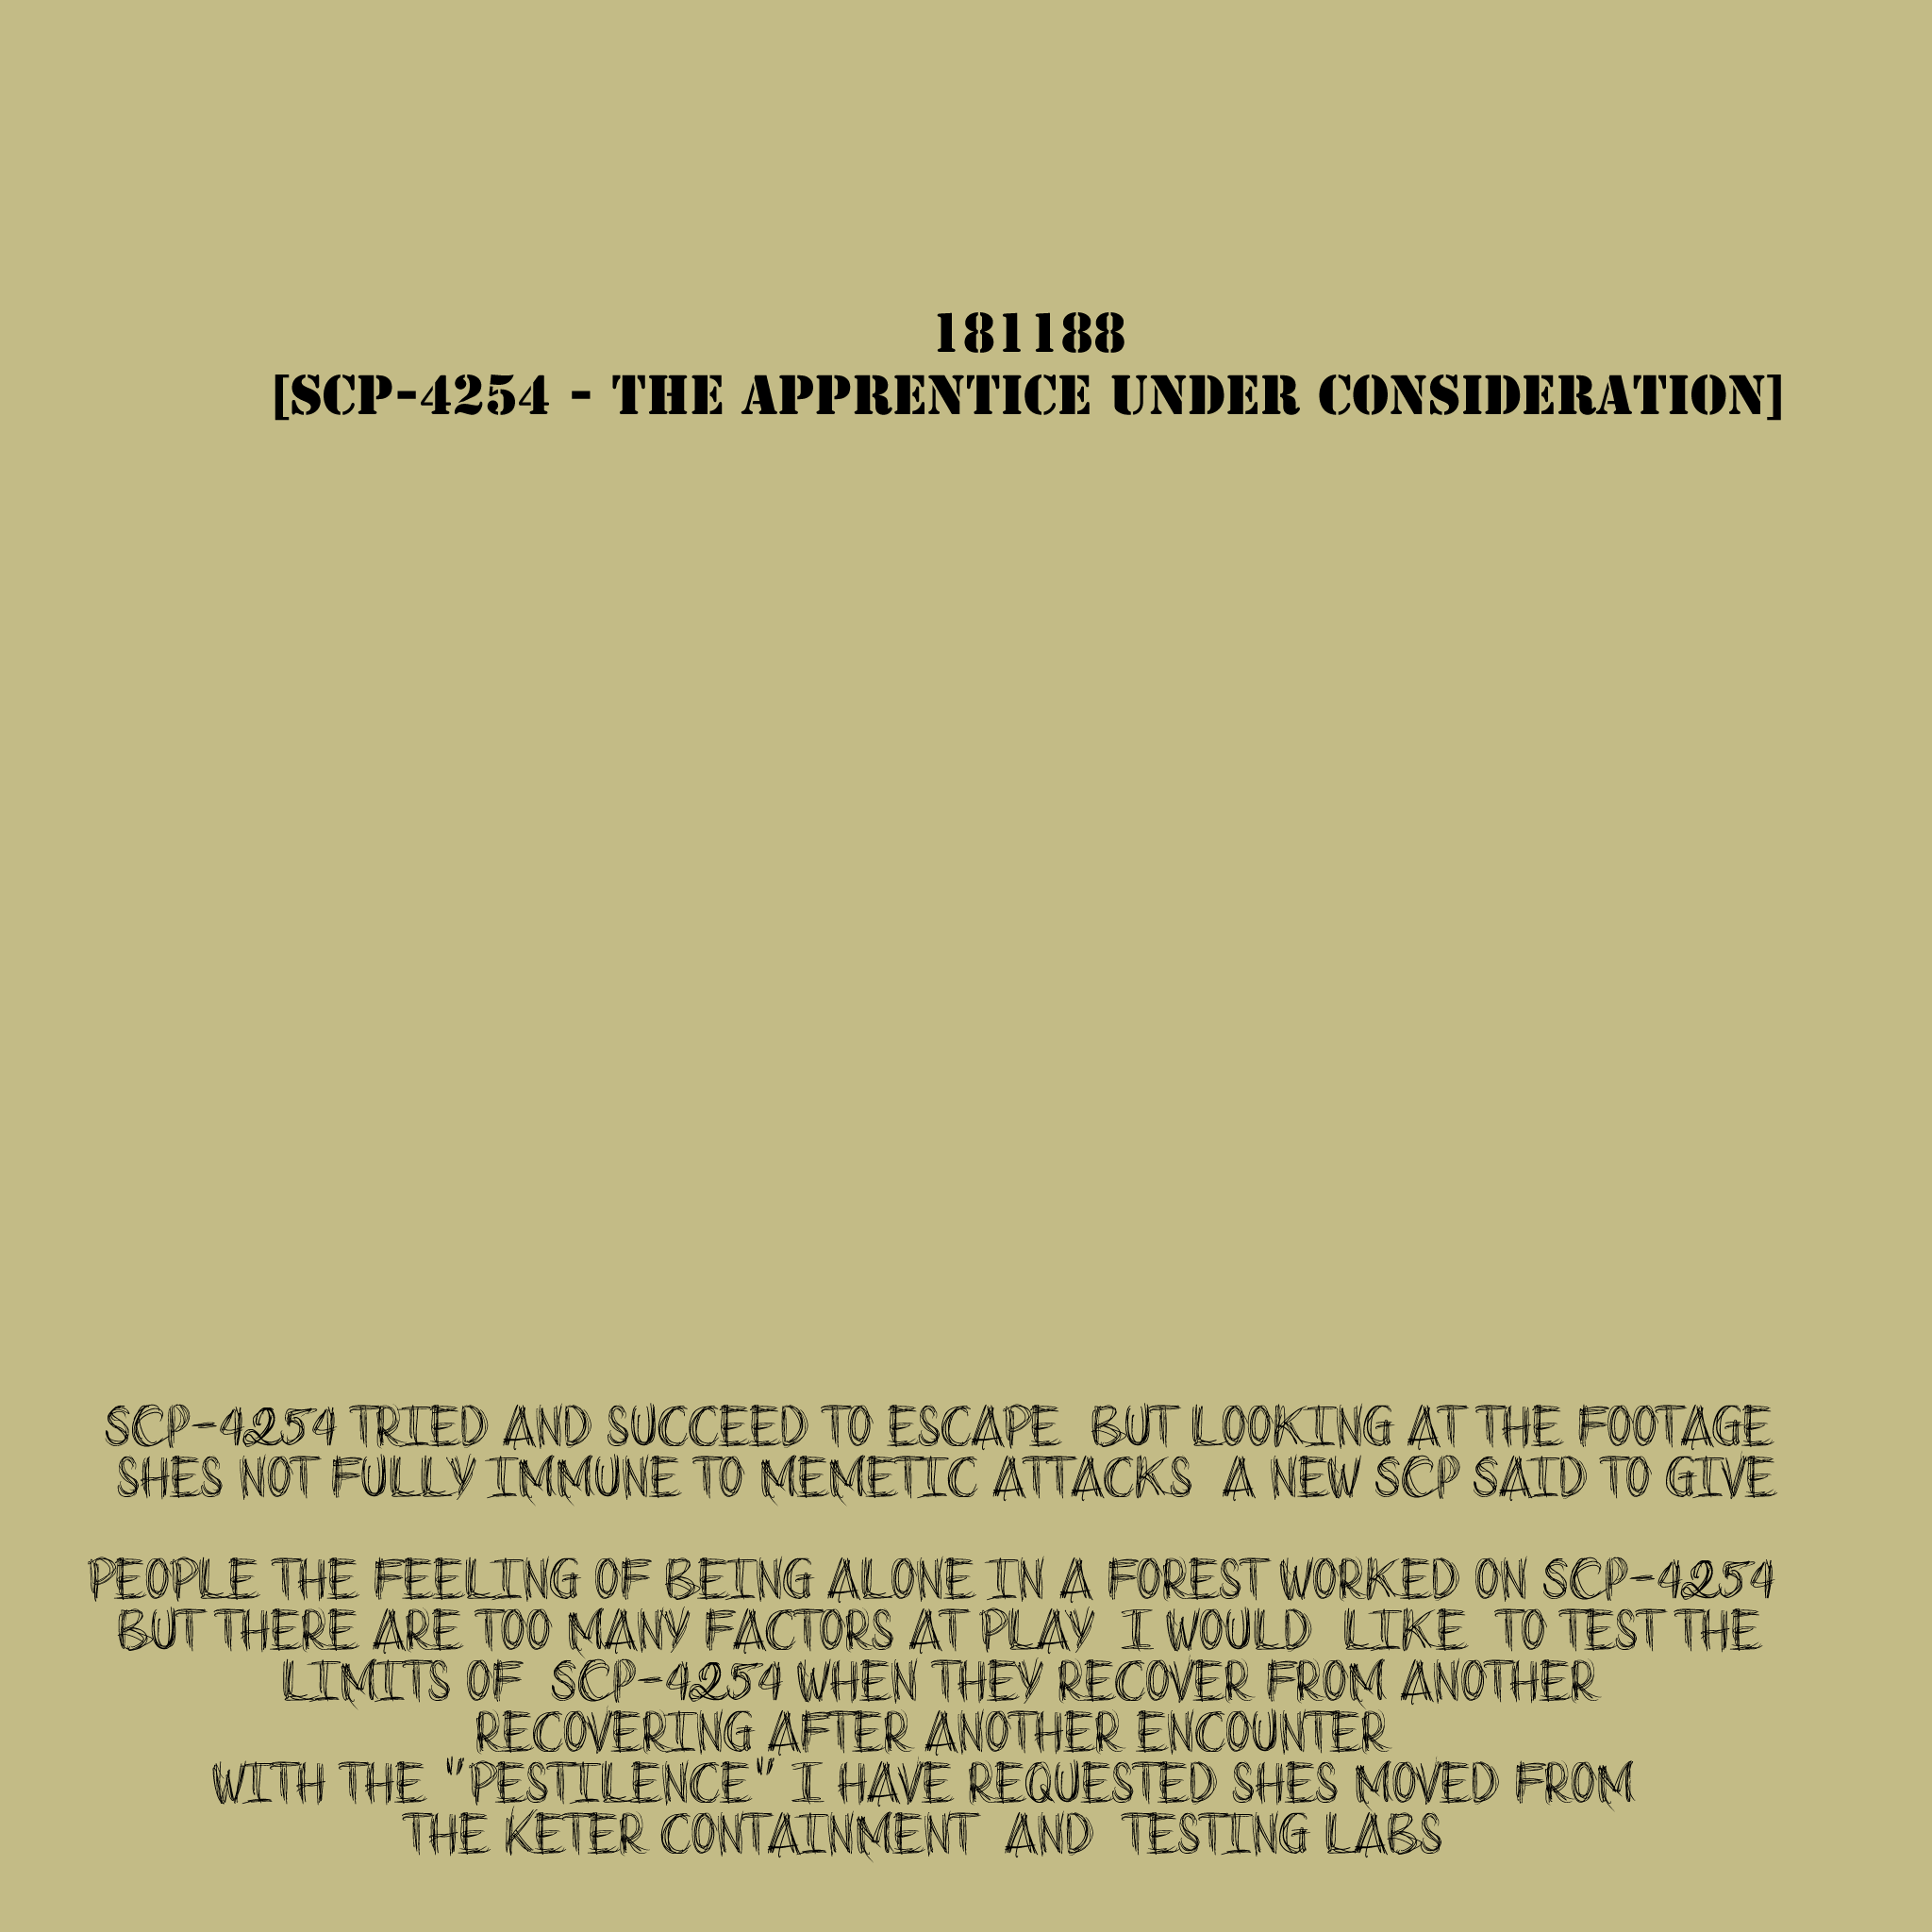 181188
[SCP-4254 - THE APPRENTICE UNDER CONSIDERATION]
SCP-4254 TRIED AND SUCCEED TO ESCAPE BUT LOOKING AT THE FOOTAGE
SHES NOT FULLY IMMUNE TO MEMETIC ATTACKS A NEW SCP SAID TO GIVE
PEOPLE THE FEELING OF BEING ALONE IN A FOREST WORKED ON SCP-4254
BUT THERE ARE TOO MANY FACTORS AT PLAY I WOULD LIKE TO TEST THE
LIMITS OF SCP-4254 WHEN THEY RECOVER FROM ANOTHER
RECOVERING AFTER ANOTHER ENCOUNTER
WITH THE "PESTILENCE" I HAVE REQUESTED SHES MOVED FROM
THE KETER CONTAINMENT AND TESTING LABS